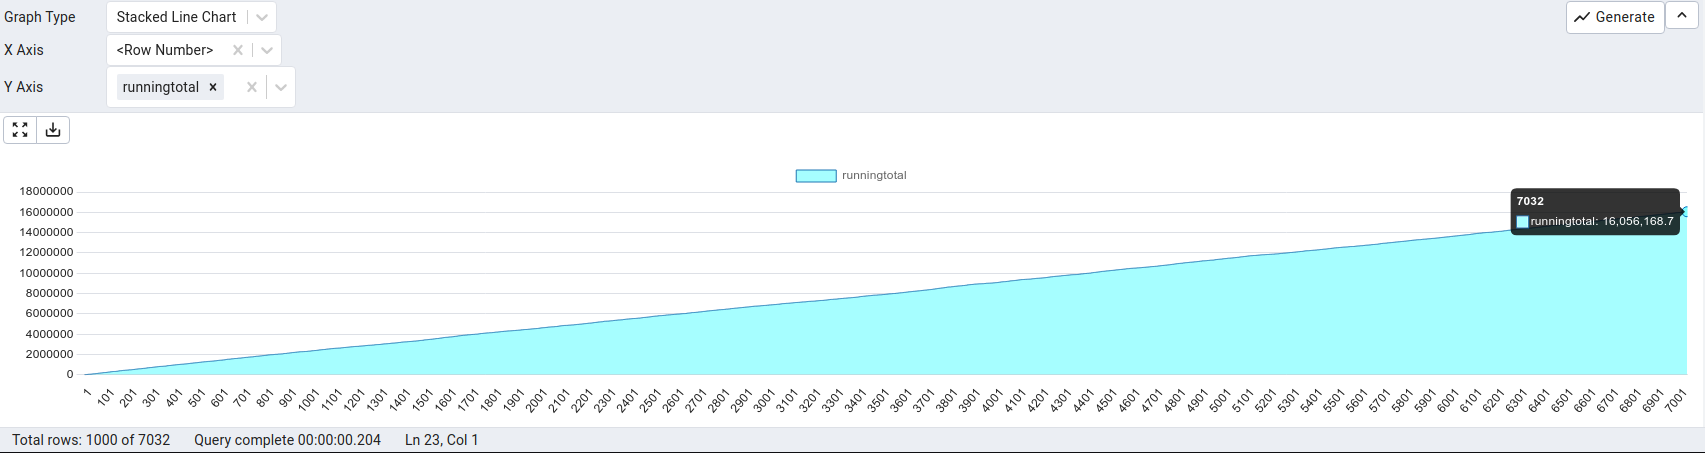 Graph Type Stacked Line Chart Generate
X Axis <Row Number>
Y Axis runningtotal
runningtotal
18000000
16000000
14000000
12000000
10000000
8000000
6000000
4000000
2000000
0
7032
runningtotal: 16,056,168.7
1 101 201 301 401 501 601 701 801 901 1001 1101 1201 1301 1401 1501 1601 1701 1801 1901 2001 2101 2201 2301 2401 2501 2601 2701 2801 2901 3001 3101 3201 3301 3401 3501 3601 3701 3801 3901 4001 4101 4201 4301 4401 4501 4601 4701 4801 4901 5001 5101 5201 5301 5401 5501 5601 5701 5801 5901 6001 6101 6201 6301 6401 6501 6601 6701 6801 6901 7001
Total rows: 1000 of 7032 Query complete 00:00:00.204 Ln 23, Col 1